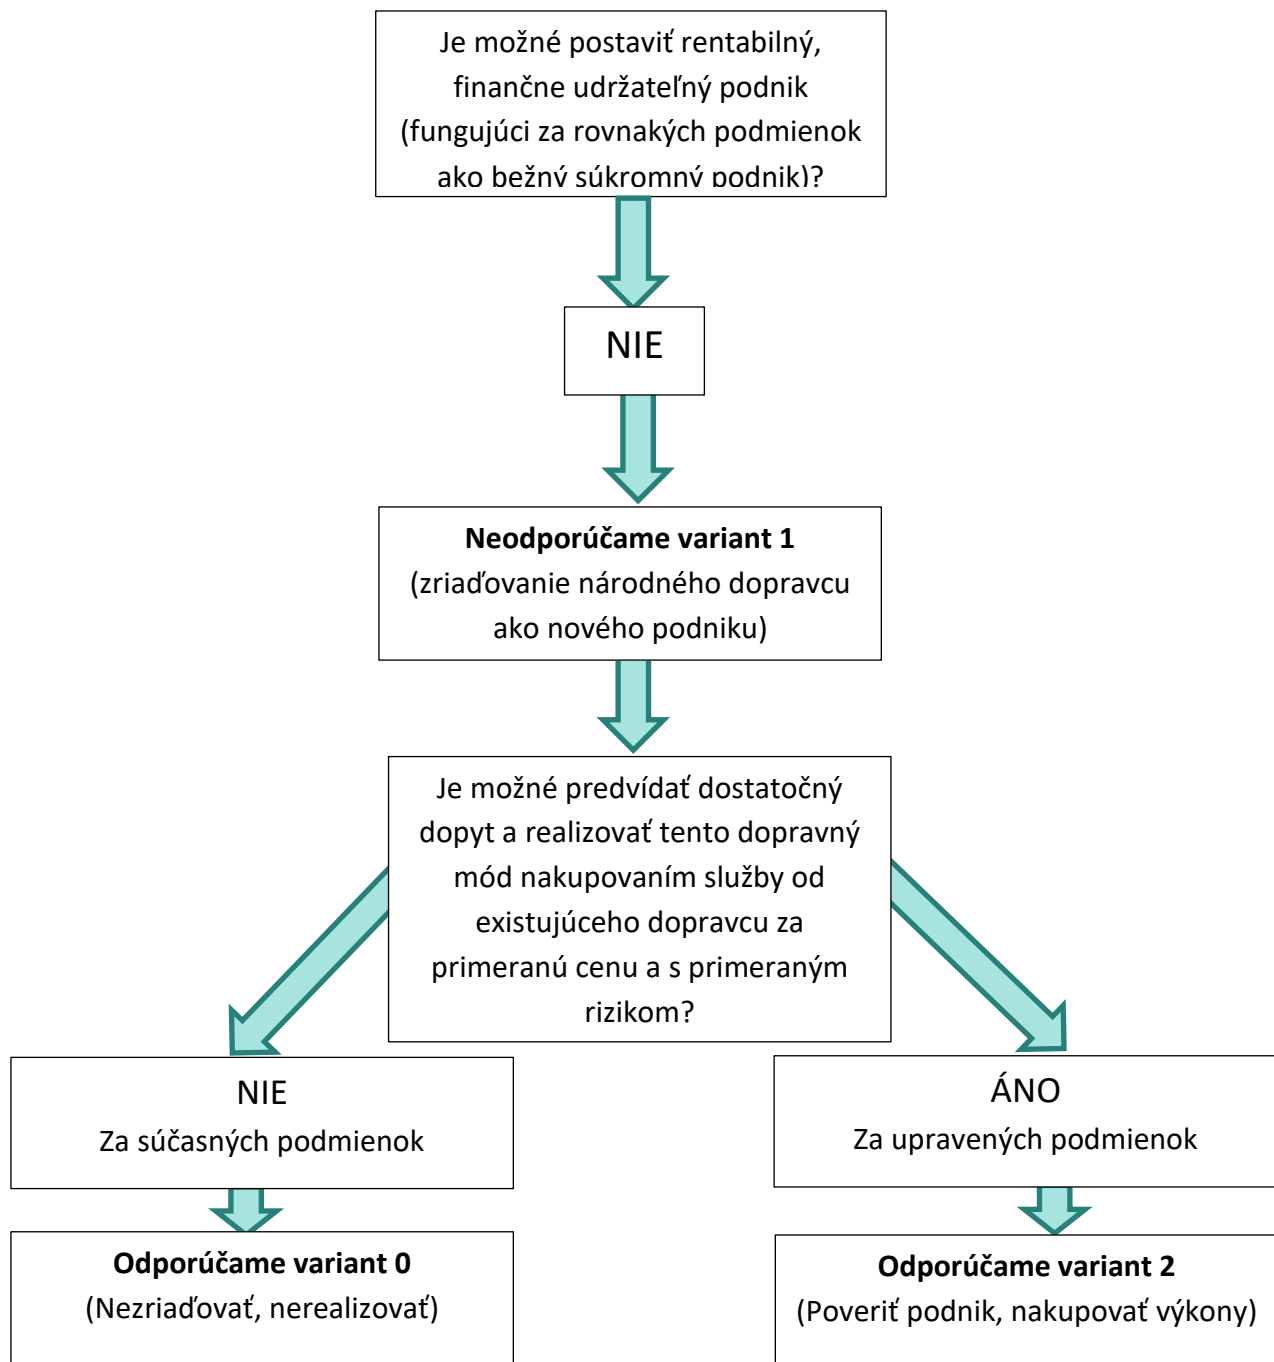 Je možné postaviť rentabilný,
finančne udržateľný podnik
(fungujúci za rovnakých podmienok
ako bežný súkromný podnik)?
NIE
Neodporúčame variant 1
(zriaďovanie národného dopravcu
ako nového podniku)
Je možné predvídať dostatočný
dopyt a realizovať tento dopravný
mód nakupovaním služby od
existujúceho dopravcu za
primeranú cenu a s primeraným
rizikom?
NIE
Za súčasných podmienok
ÁNO
Za upravených podmienok
Odporúčame variant 0
(Nezriaďovať, nerealizovať)
Odporúčame variant 2
(Poveriť podnik, nakupovať výkony)